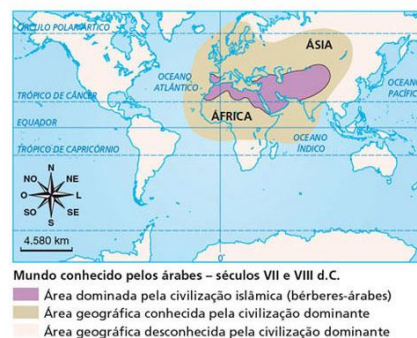 CÍRCULO POLAR ÁRTICO
ÁSIA
OCEANO
ATLÂNTICO
OCEANO
PACÍFICO
TRÓPICO DE CÂNCER
ÁFRICA
EQUADOR
OCEANO
ÍNDICO
TRÓPICO DE CAPRICÓRNIO
N
NO
NE
O
L
SO
SE
S
4.580 km
0°
Mundo conhecido pelos árabes – séculos VII e VIII d.C.
Área dominada pela civilização islâmica (bérberes-árabes)
Área geográfica conhecida pela civilização dominante
Área geográfica desconhecida pela civilização dominante